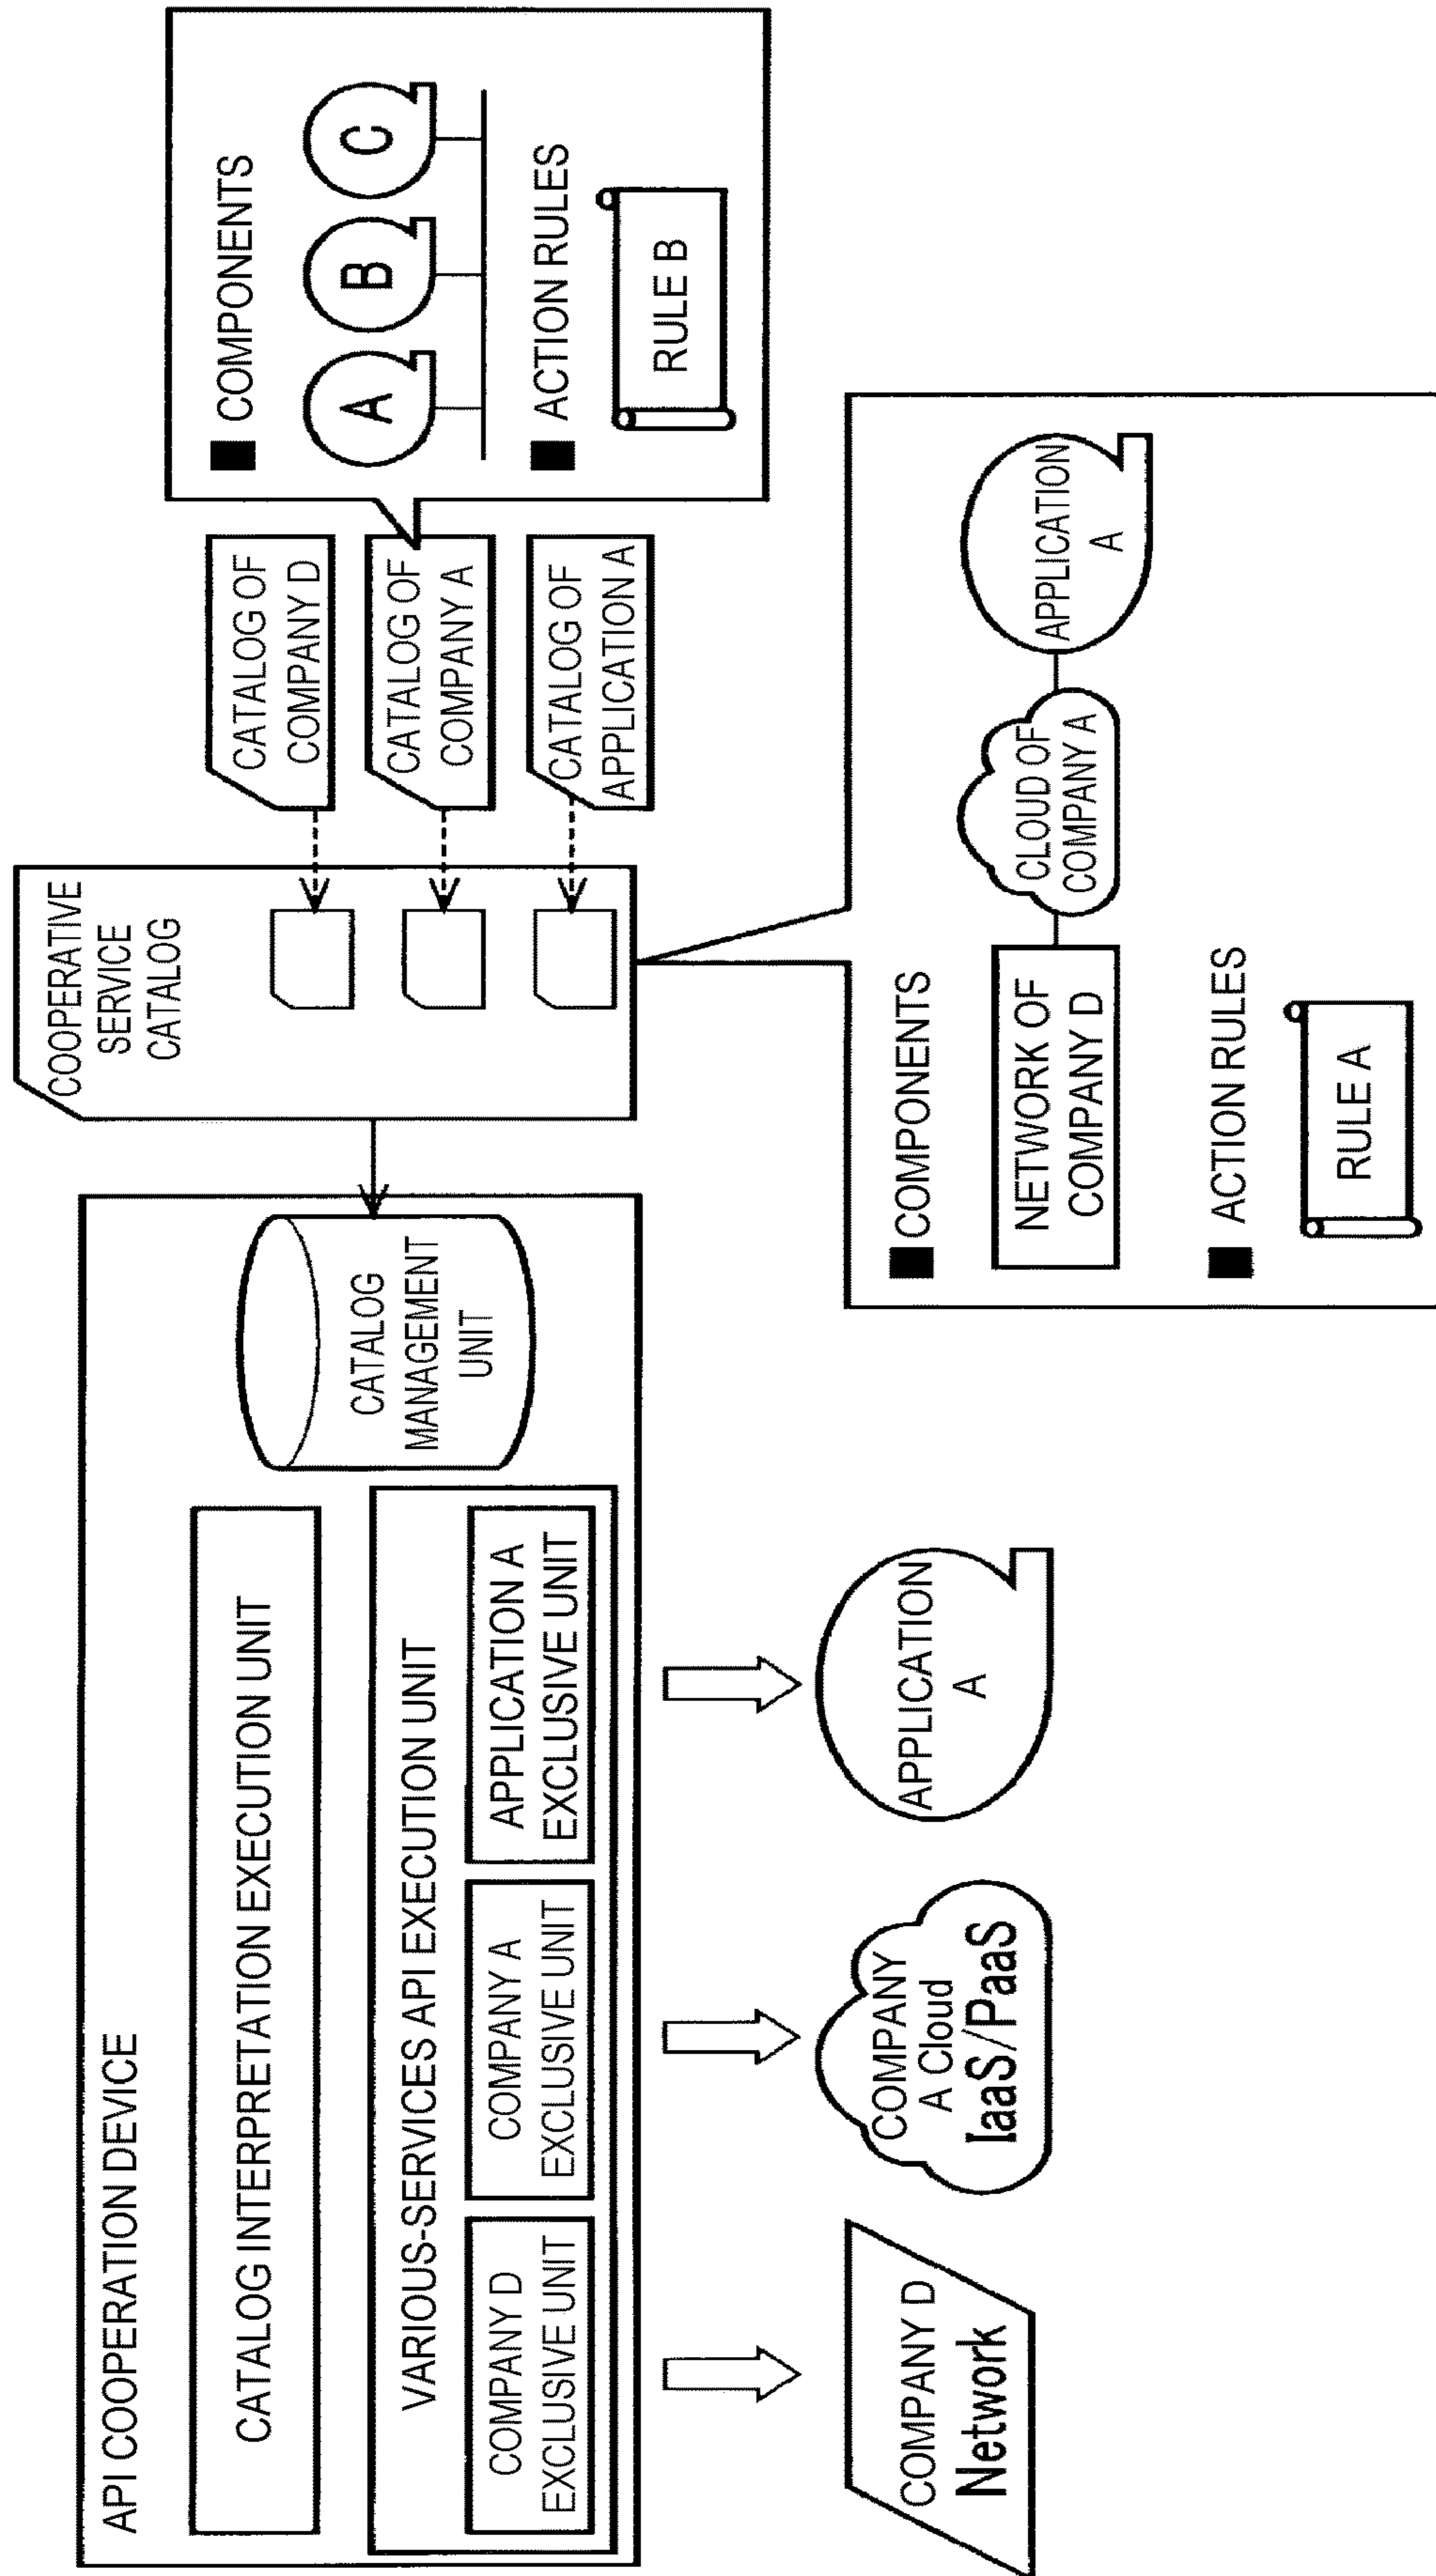 API COOPERATION DEVICE
CATALOG INTERPRETATION EXECUTION UNIT
VARIOUS-SERVICES API EXECUTION UNIT
COMPANY D
EXCLUSIVE UNIT
COMPANY A
EXCLUSIVE UNIT
APPLICATION A
EXCLUSIVE UNIT
CATALOG
MANAGEMENT
UNIT
COMPANY D
Network
COMPANY
A Cloud
IaaS/PaaS
APPLICATION
A
COOPERATIVE
SERVICE
CATALOG
CATALOG OF
COMPANY D
CATALOG OF
COMPANY A
CATALOG OF
APPLICATION A
COMPONENTS
A B C
ACTION RULES
RULE B
COMPONENTS
NETWORK OF
COMPANY D
CLOUD OF
COMPANY A
APPLICATION
A
ACTION RULES
RULE A